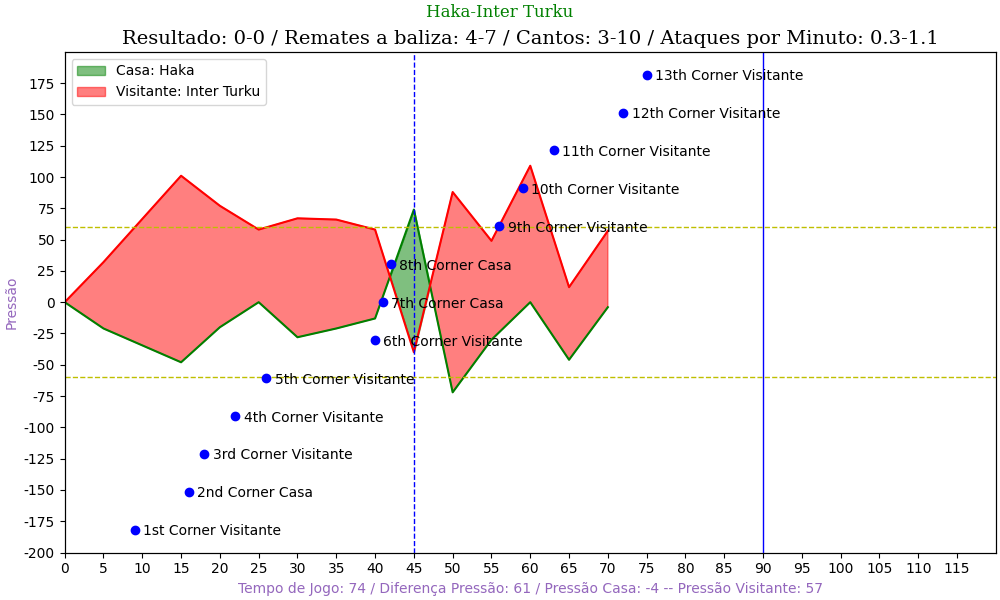 Haka-Inter Turku
Resultado: 0-0 / Remates a baliza: 4-7 / Cantos: 3-10 / Ataques por Minuto: 0.3-1.1
Casa: Haka
Visitante: Inter Turku
Pressão
175
150
125
100
75
50
25
0
-25
-50
-75
-100
-125
-150
-175
-200
13th Corner Visitante
12th Corner Visitante
11th Corner Visitante
10th Corner Visitante
9th Corner Visitante
8th Corner Casa
7th Corner Casa
6th Corner Visitante
5th Corner Visitante
4th Corner Visitante
3rd Corner Visitante
2nd Corner Casa
1st Corner Visitante
0 5 10 15 20 25 30 35 40 45 50 55 60 65 70 75 80 85 90 95 100 105 110 115
Tempo de Jogo: 74 / Diferença Pressão: 61 / Pressão Casa: -4 -- Pressão Visitante: 57